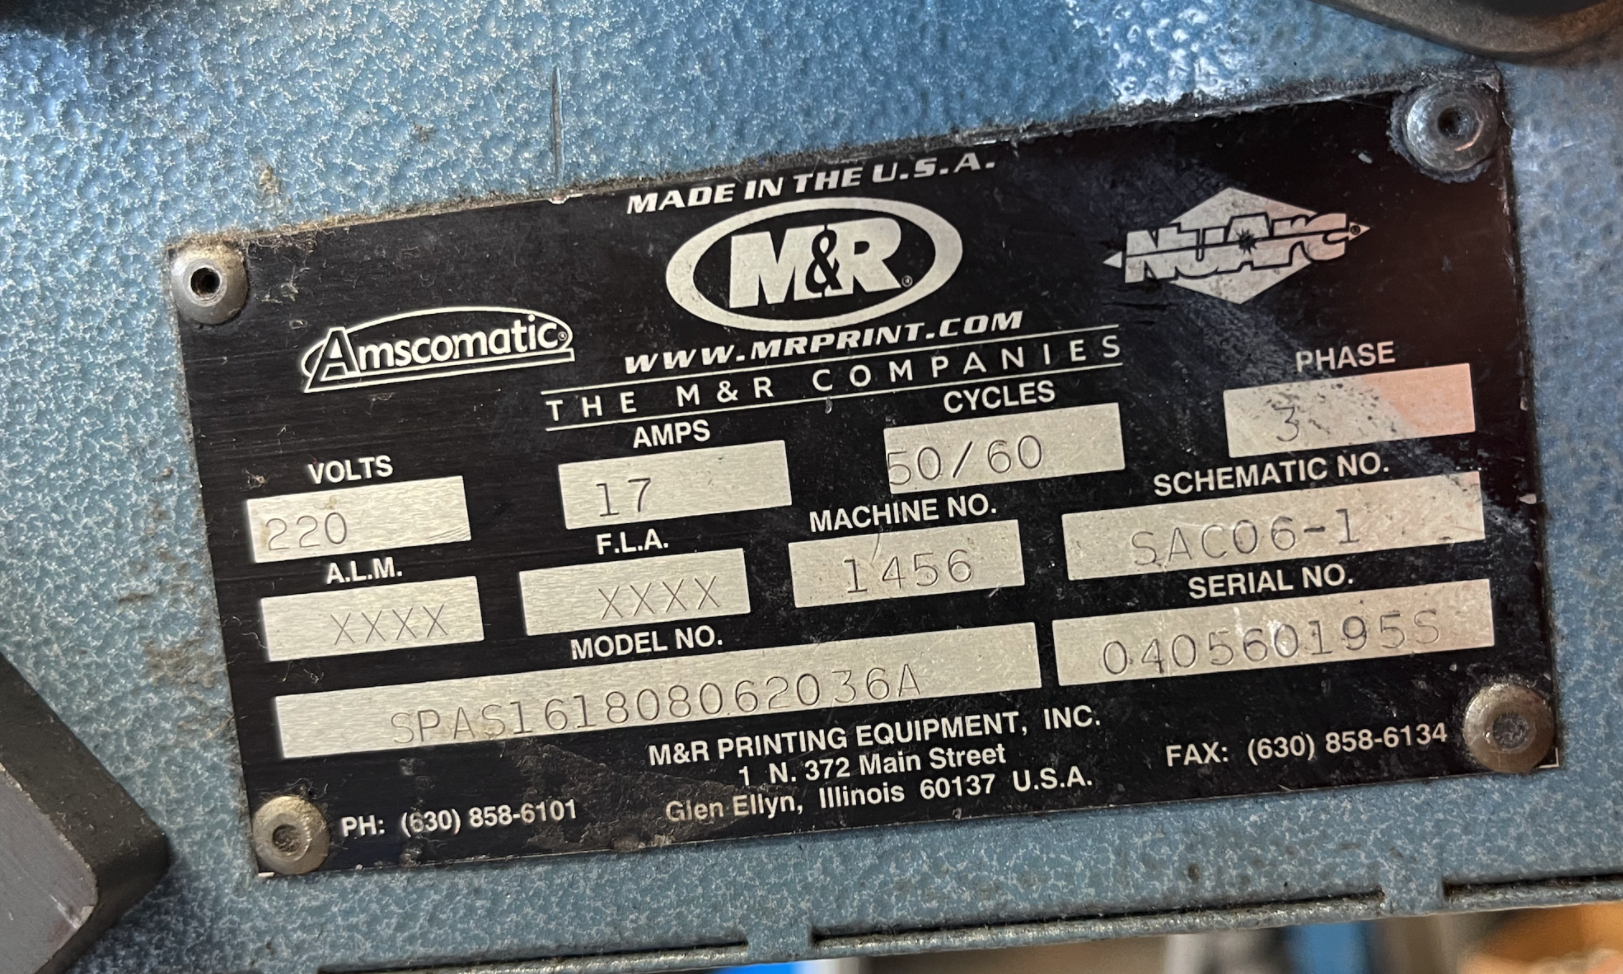 MADE IN THE U.S.A.
M&R®
NUARC®
Amscomatic®
WWW.MRPRINT.COM
THE M&R COMPANIES
VOLTS AMPS CYCLES PHASE
220 17 50/60 3
A.L.M. F.L.A. MACHINE NO. SCHEMATIC NO.
XXXX XXXX 1456 SAC06-1
MODEL NO. SERIAL NO.
SPAS161808062036A 040560195S
M&R PRINTING EQUIPMENT, INC.
1 N. 372 Main Street
Glen Ellyn, Illinois 60137 U.S.A.
PH: (630) 858-6101
FAX: (630) 858-6134